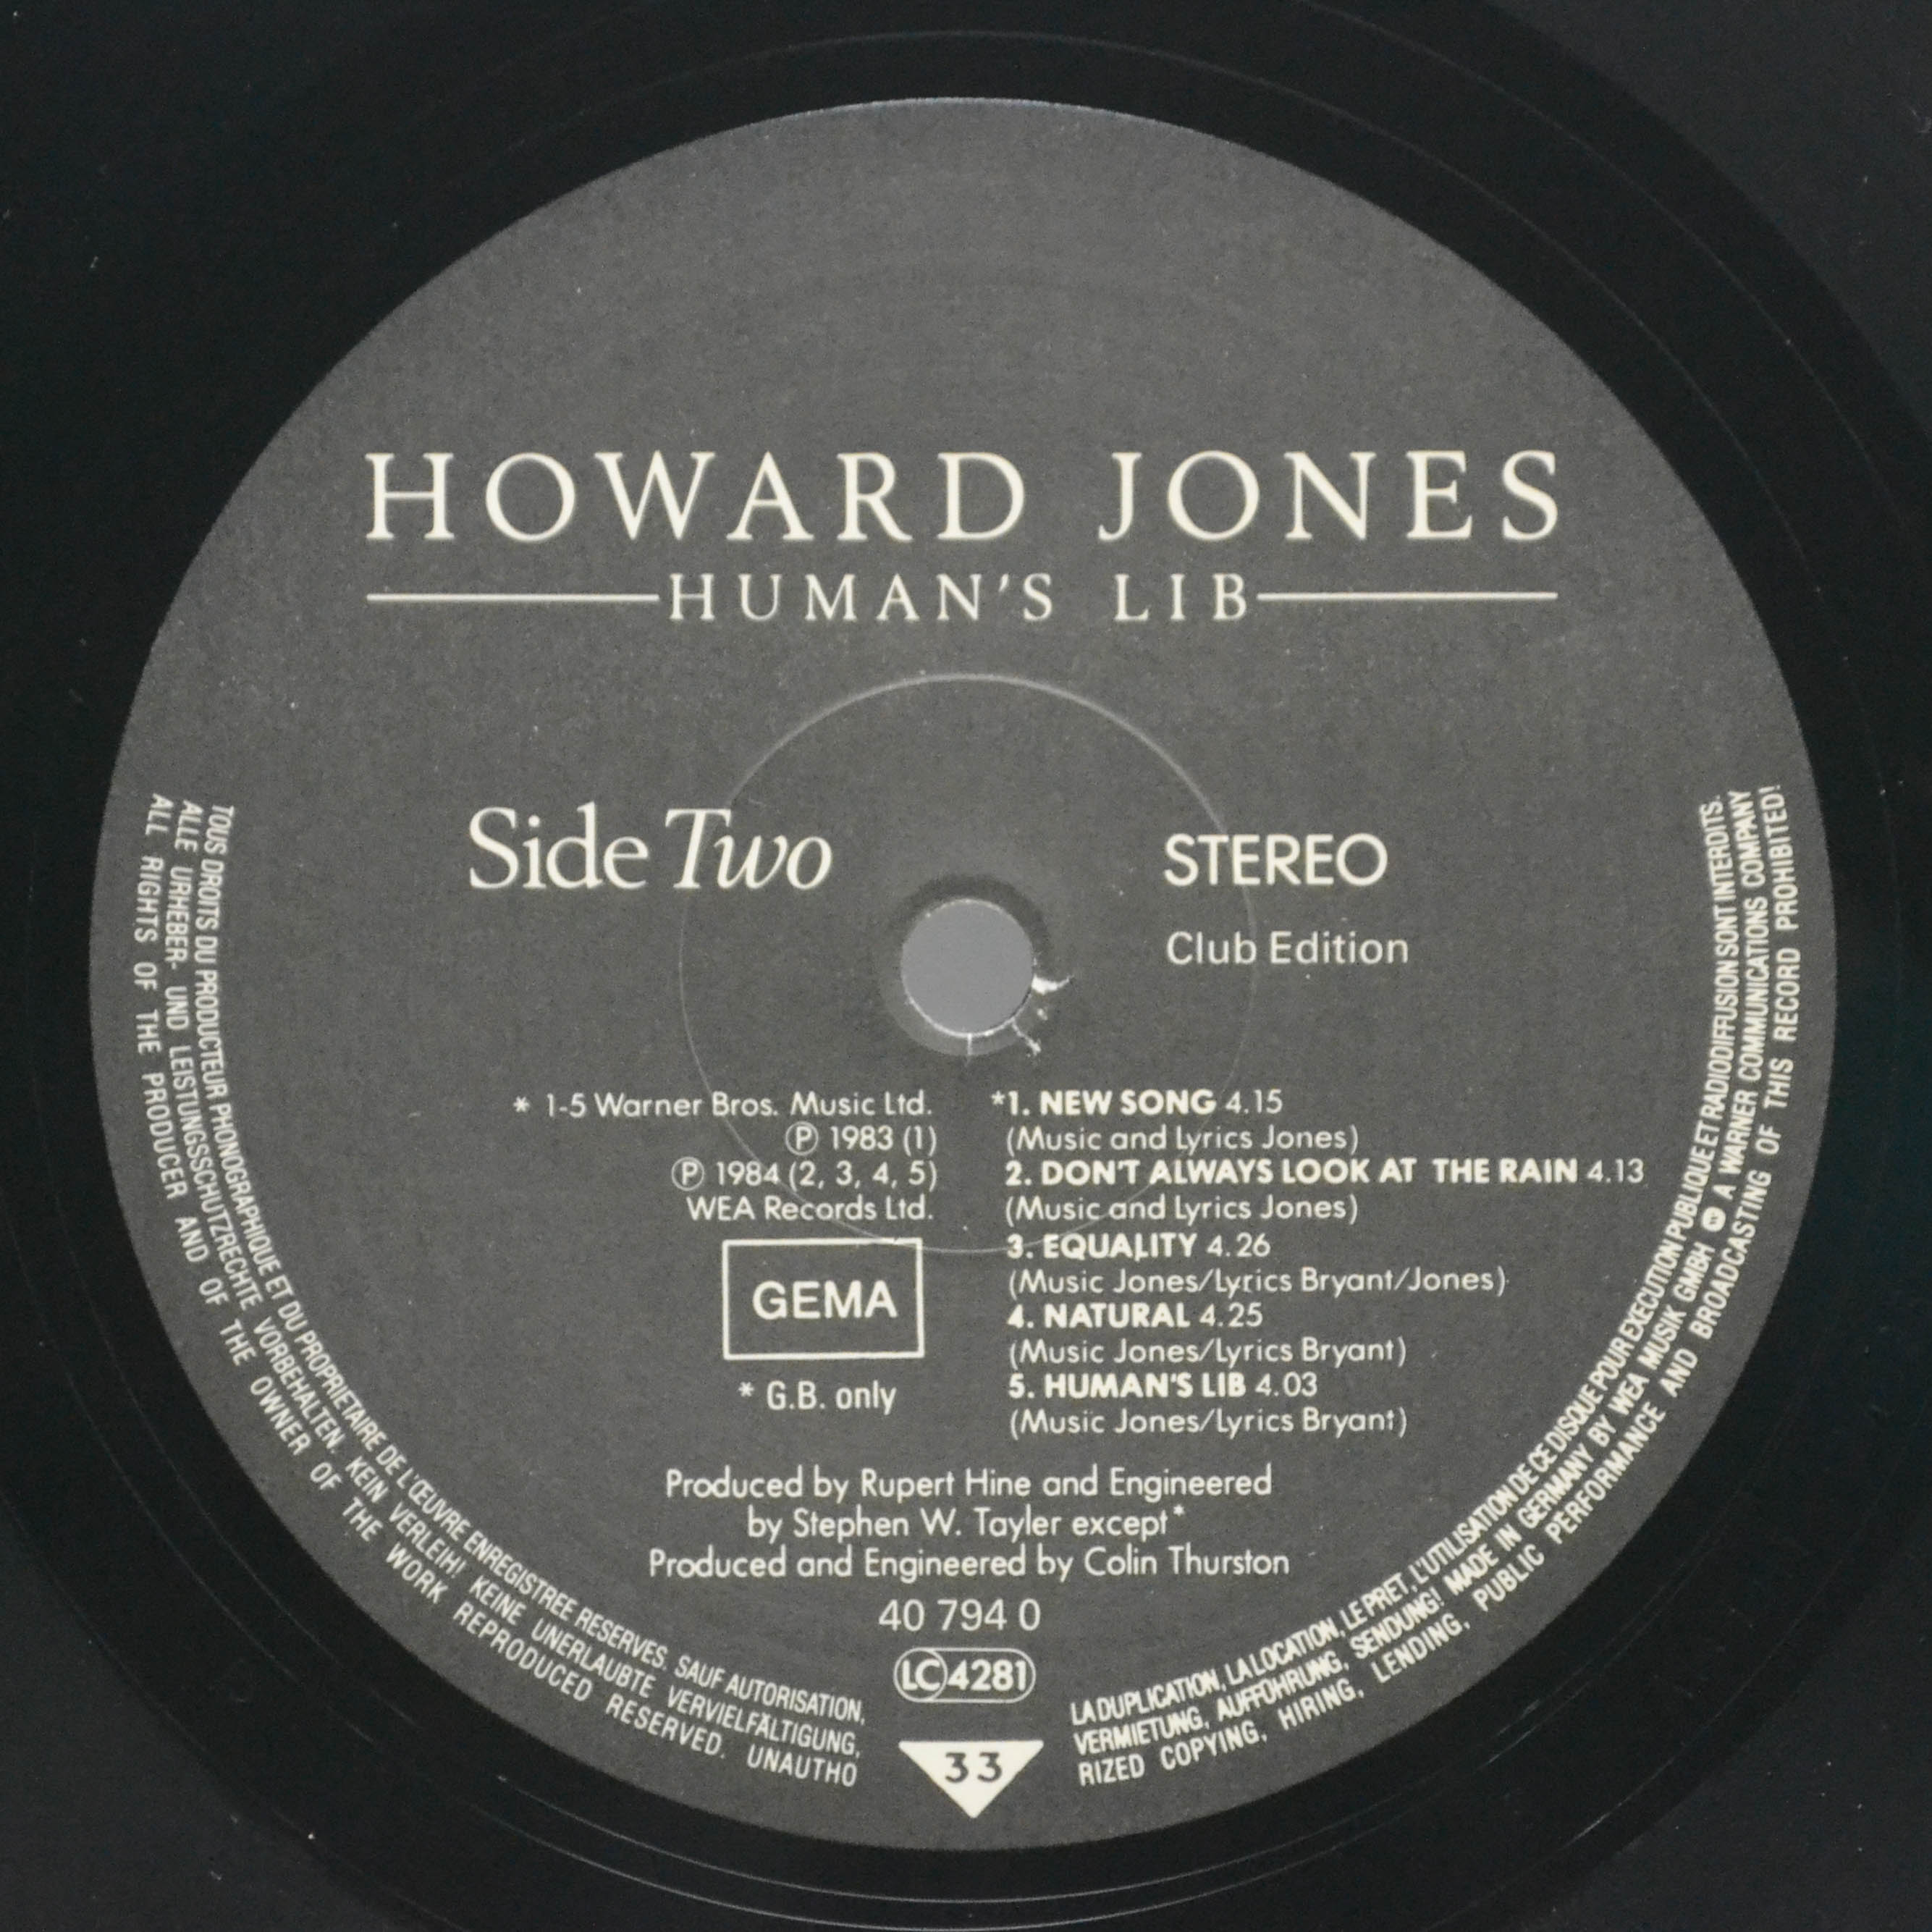 HOWARD JONES
HUMAN'S LIB
Side Two
STEREO
Club Edition
* 1-5 Warner Bros. Music Ltd.
Ⓟ 1983 (1)
Ⓟ 1984 (2, 3, 4, 5)
WEA Records Ltd.
GEMA
* G.B. only
*1. NEW SONG 4.15
(Music and Lyrics Jones)
2. DON'T ALWAYS LOOK AT THE RAIN 4.13
(Music and Lyrics Jones)
3. EQUALITY 4.26
(Music Jones/Lyrics Bryant/Jones)
4. NATURAL 4.25
(Music Jones/Lyrics Bryant)
5. HUMAN'S LIB 4.03
(Music Jones/Lyrics Bryant)
Produced by Rupert Hine and Engineered
by Stephen W. Tayler except*
Produced and Engineered by Colin Thurston
40 794 0
LC 4281
33
TOUS DROITS DU PRODUCTEUR PHONOGRAPHIQUE ET DU PROPRIETAIRE DE L'ŒUVRE ENREGISTREE RESERVES. SAUF AUTORISATION, LA DUPLICATION, LA LOCATION, LE PRET, L'UTILISATION DE CE DISQUE POUR EXECUTION PUBLIQUE ET RADIODIFFUSION SONT INTERDITS.
ALLE URHEBER- UND LEISTUNGSSCHUTZRECHTE VORBEHALTEN. KEIN VERLEIH! KEINE UNERLAUBTE VERVIELFÄLTIGUNG, VERMIETUNG, AUFFÜHRUNG, SENDUNG! MADE IN GERMANY BY WEA MUSIK GMBH A WARNER COMMUNICATIONS COMPANY
ALL RIGHTS OF THE PRODUCER AND OF THE OWNER OF THE WORK REPRODUCED RESERVED. UNAUTHORIZED COPYING, HIRING, LENDING, PUBLIC PERFORMANCE AND BROADCASTING OF THIS RECORD PROHIBITED!